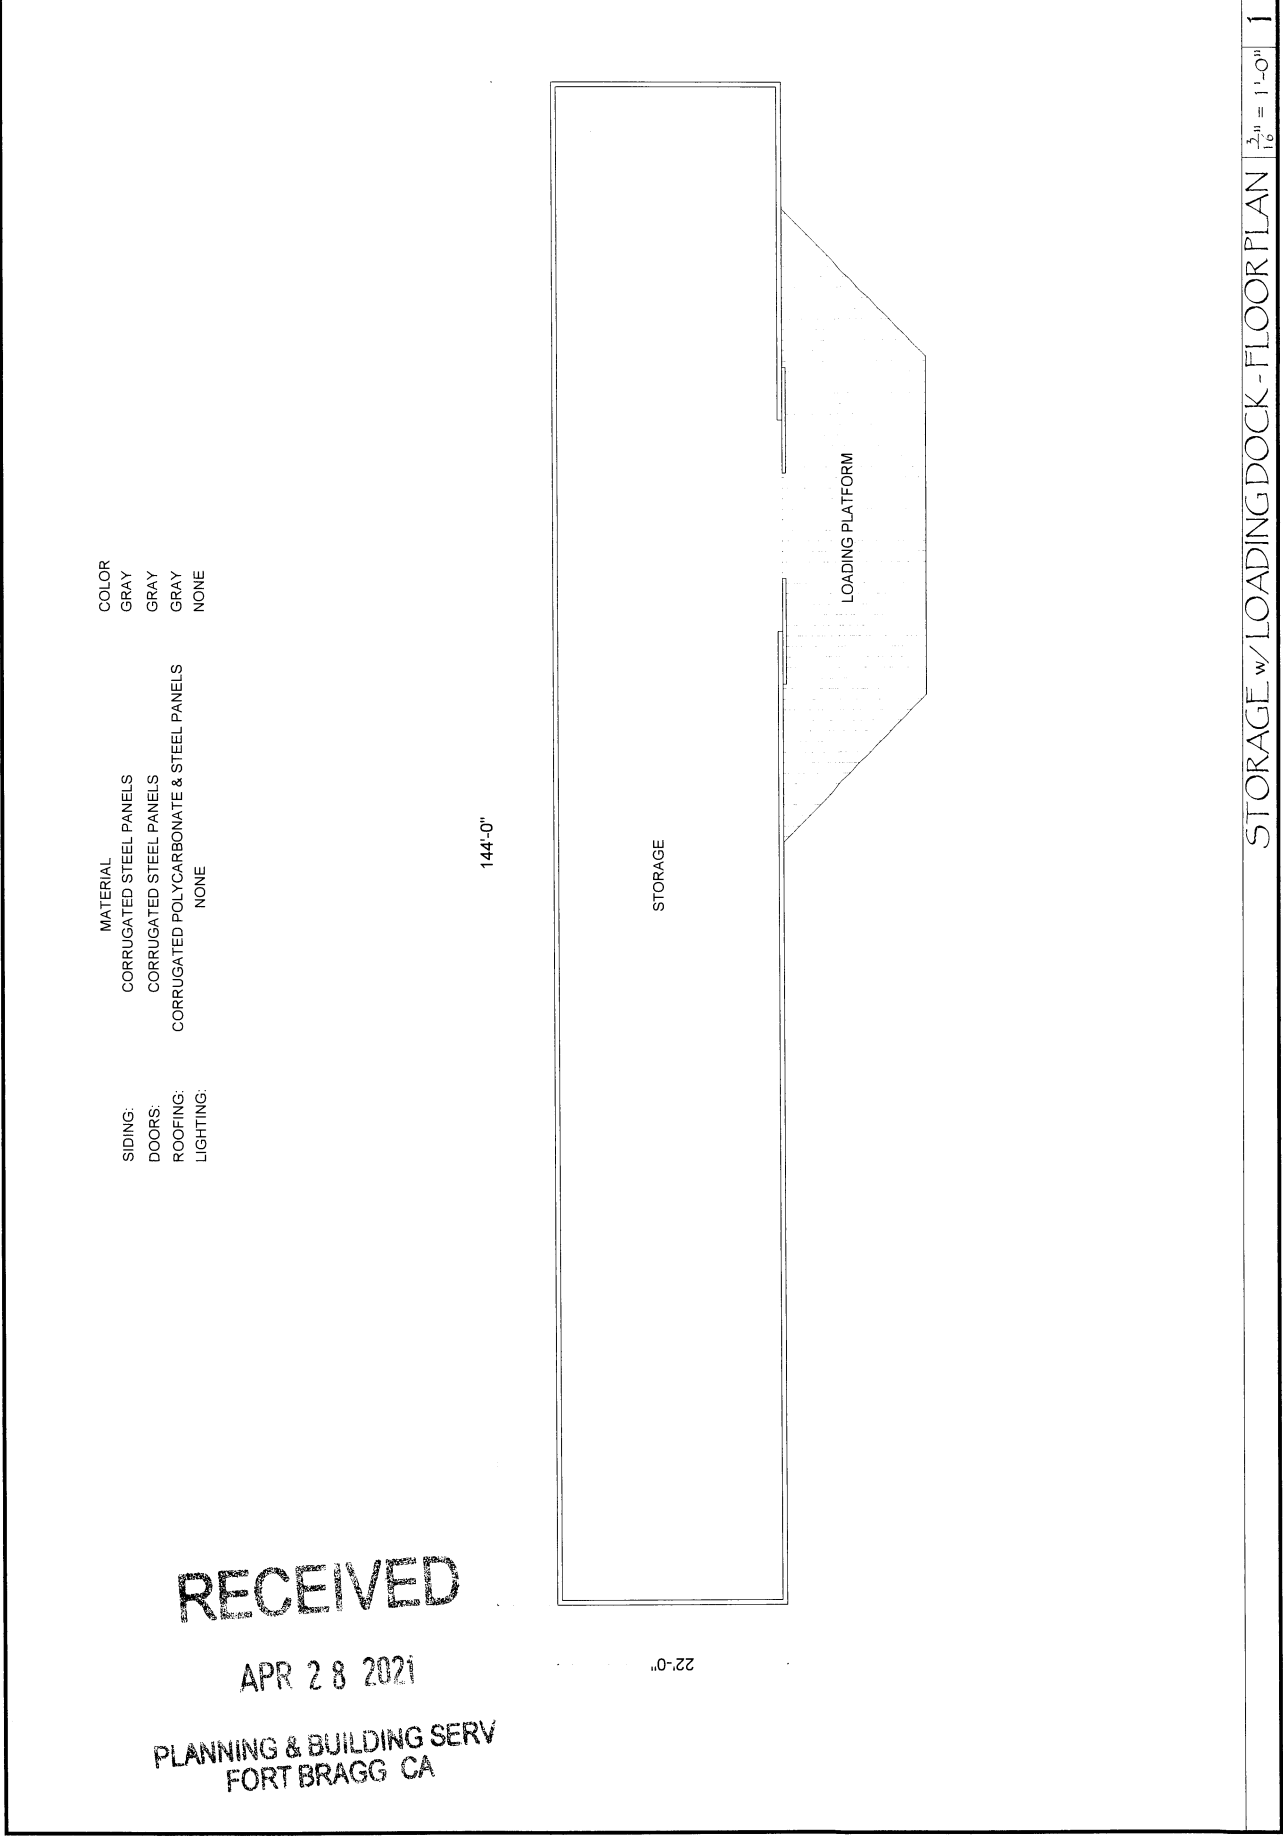 MATERIAL COLOR
SIDING: CORRUGATED STEEL PANELS GRAY
DOORS: CORRUGATED STEEL PANELS GRAY
ROOFING: CORRUGATED POLYCARBONATE & STEEL PANELS GRAY
LIGHTING: NONE NONE
144'-0"
STORAGE
22'-0"
LOADING PLATFORM
STORAGE w/ LOADING DOCK - FLOOR PLAN 3/16" = 1'-0" 1
RECEIVED
APR 28 2021
PLANNING & BUILDING SERV
FORT BRAGG CA